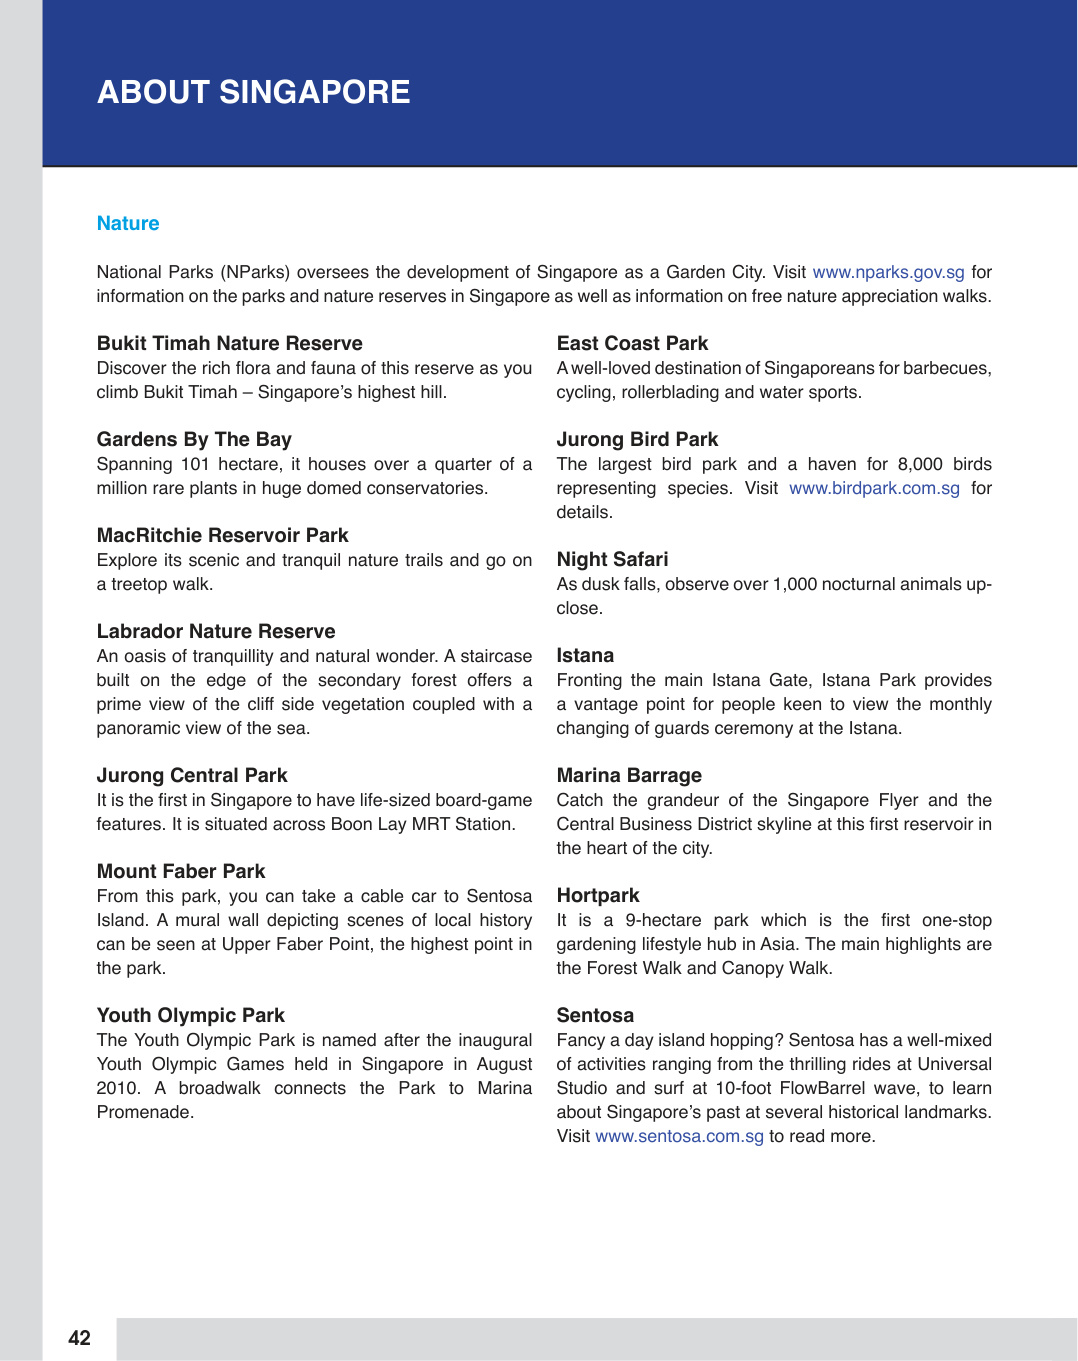 ABOUT SINGAPORE
Nature
National Parks (NParks) oversees the development of Singapore as a Garden City. Visit www.nparks.gov.sg for
information on the parks and nature reserves in Singapore as well as information on free nature appreciation walks.
Bukit Timah Nature Reserve
Discover the rich flora and fauna of this reserve as you
climb Bukit Timah – Singapore’s highest hill.
Gardens By The Bay
Spanning 101 hectare, it houses over a quarter of a
million rare plants in huge domed conservatories.
MacRitchie Reservoir Park
Explore its scenic and tranquil nature trails and go on
a treetop walk.
Labrador Nature Reserve
An oasis of tranquillity and natural wonder. A staircase
built on the edge of the secondary forest offers a
prime view of the cliff side vegetation coupled with a
panoramic view of the sea.
Jurong Central Park
It is the first in Singapore to have life-sized board-game
features. It is situated across Boon Lay MRT Station.
Mount Faber Park
From this park, you can take a cable car to Sentosa
Island. A mural wall depicting scenes of local history
can be seen at Upper Faber Point, the highest point in
the park.
Youth Olympic Park
The Youth Olympic Park is named after the inaugural
Youth Olympic Games held in Singapore in August
2010. A broadwalk connects the Park to Marina
Promenade.
East Coast Park
A well-loved destination of Singaporeans for barbecues,
cycling, rollerblading and water sports.
Jurong Bird Park
The largest bird park and a haven for 8,000 birds
representing species. Visit www.birdpark.com.sg for
details.
Night Safari
As dusk falls, observe over 1,000 nocturnal animals up-
close.
Istana
Fronting the main Istana Gate, Istana Park provides
a vantage point for people keen to view the monthly
changing of guards ceremony at the Istana.
Marina Barrage
Catch the grandeur of the Singapore Flyer and the
Central Business District skyline at this first reservoir in
the heart of the city.
Hortpark
It is a 9-hectare park which is the first one-stop
gardening lifestyle hub in Asia. The main highlights are
the Forest Walk and Canopy Walk.
Sentosa
Fancy a day island hopping? Sentosa has a well-mixed
of activities ranging from the thrilling rides at Universal
Studio and surf at 10-foot FlowBarrel wave, to learn
about Singapore’s past at several historical landmarks.
Visit www.sentosa.com.sg to read more.
42